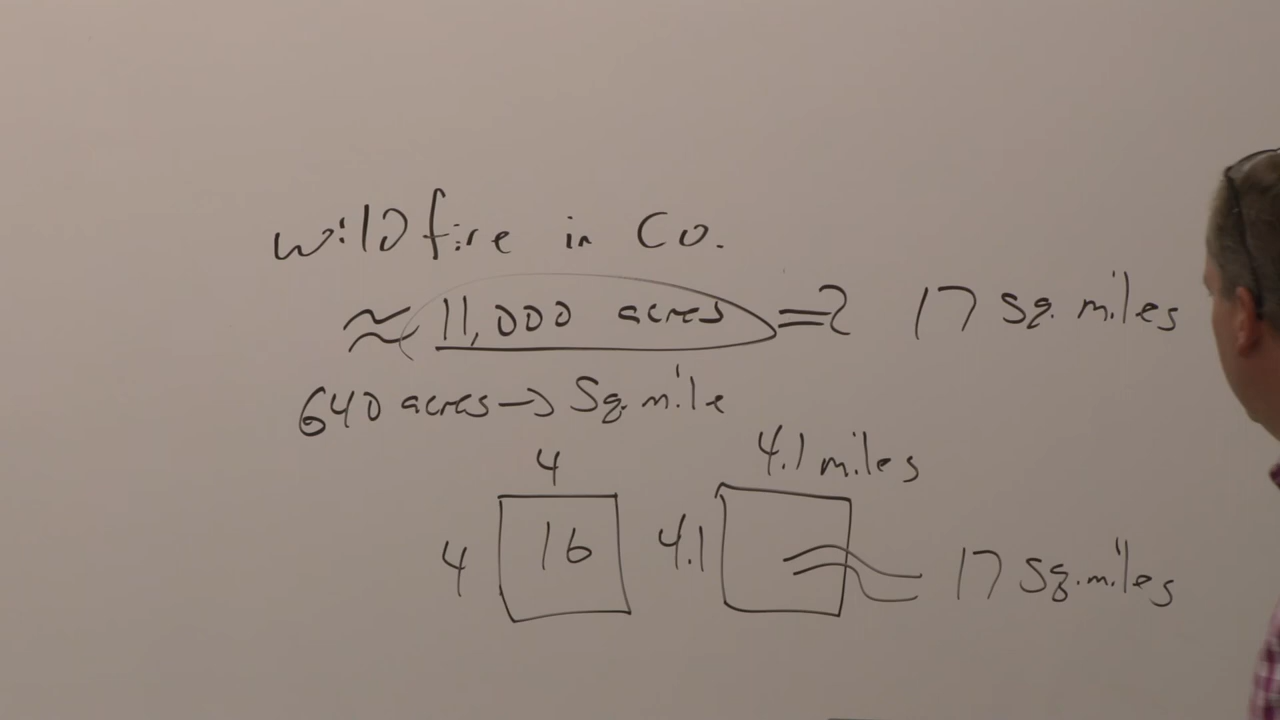 wildfire in CO.
≈ 11,000 acres =? 17 sq. miles
640 acres → Sq. mile
4
4.1 miles
4
16
4.1
≈ 17 sq. miles